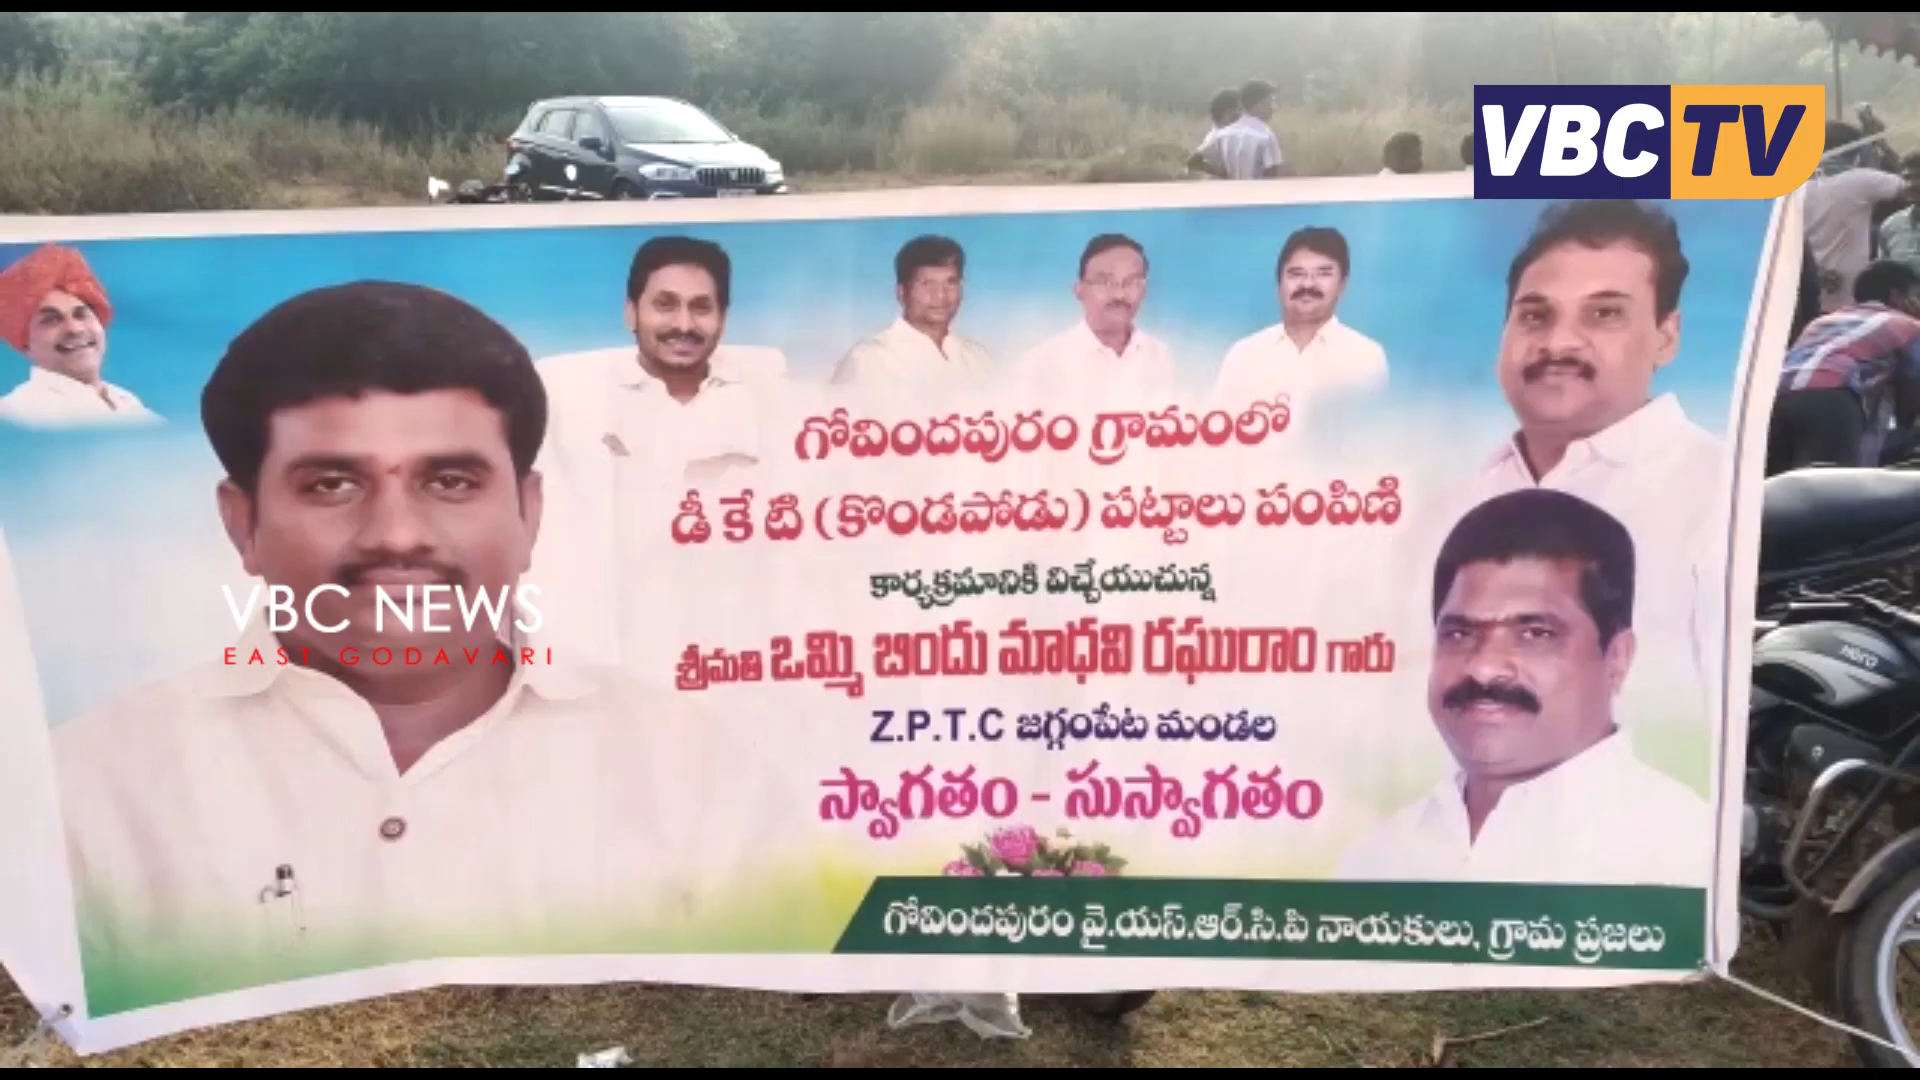 VBC TV
గోవిందపురం గ్రామంలో
డీ కే టి (కొండపోడు) పట్టాలు పంపిణి
కార్యక్రమానికి విచ్చేయుచున్న
శ్రీమతి ఒమ్మి బిందు మాధవి రఘురాం గారు
Z.P.T.C జగ్గంపేట మండల
స్వాగతం - సుస్వాగతం
గోవిందపురం వై.యస్.ఆర్.సి.పి నాయకులు, గ్రామ ప్రజలు
VBC NEWS
EAST GODAVARI
Hero